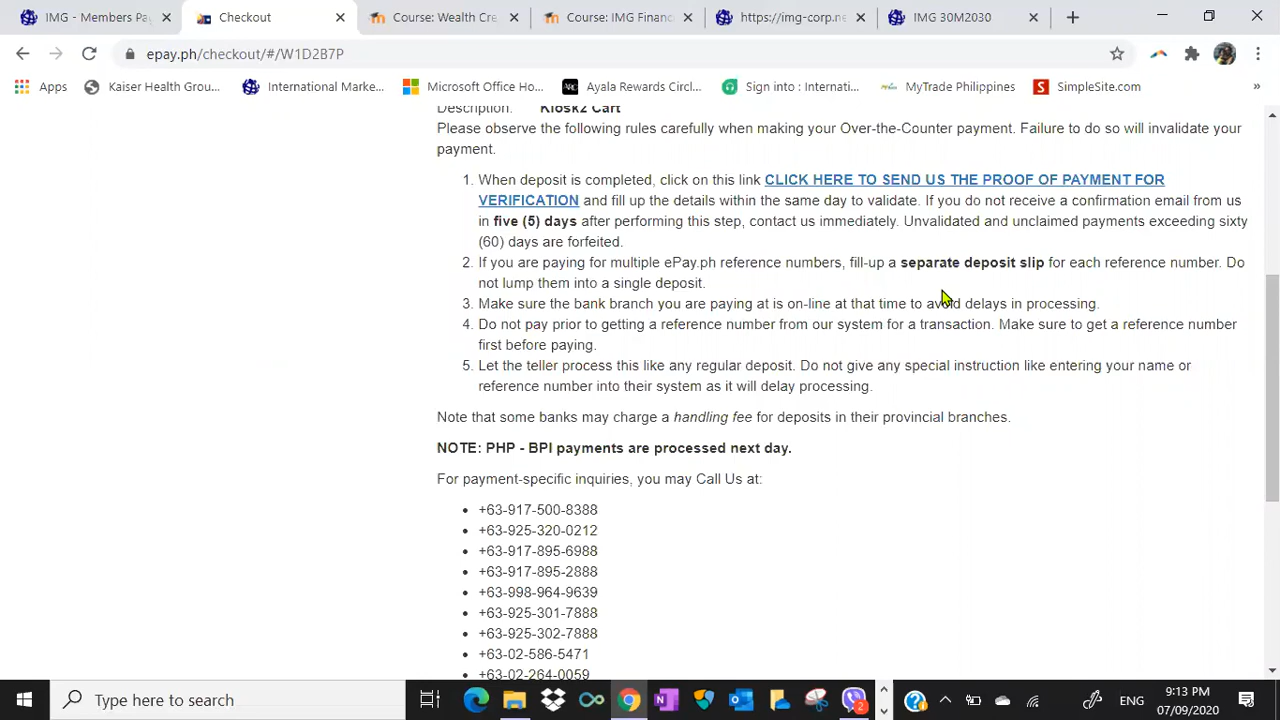 IMG - Members Pa
Checkout
Course: Wealth Cre
Course: IMG Financ
https://img-corp.ne
IMG 30M2030
epay.ph/checkout/#/W1D2B7P
Apps
Kaiser Health Grou...
International Marke...
Microsoft Office Hor...
Ayala Rewards Circl...
Sign into : Internati...
MyTrade Philippines
SimpleSite.com
»
Description: Kiosk2 Cart
Please observe the following rules carefully when making your Over-the-Counter payment. Failure to do so will invalidate your
payment.
1. When deposit is completed, click on this link CLICK HERE TO SEND US THE PROOF OF PAYMENT FOR
VERIFICATION and fill up the details within the same day to validate. If you do not receive a confirmation email from us
in five (5) days after performing this step, contact us immediately. Unvalidated and unclaimed payments exceeding sixty
(60) days are forfeited.
2. If you are paying for multiple ePay.ph reference numbers, fill-up a separate deposit slip for each reference number. Do
not lump them into a single deposit.
3. Make sure the bank branch you are paying at is on-line at that time to avoid delays in processing.
4. Do not pay prior to getting a reference number from our system for a transaction. Make sure to get a reference number
first before paying.
5. Let the teller process this like any regular deposit. Do not give any special instruction like entering your name or
reference number into their system as it will delay processing.
Note that some banks may charge a handling fee for deposits in their provincial branches.
NOTE: PHP - BPI payments are processed next day.
For payment-specific inquiries, you may Call Us at:
• +63-917-500-8388
• +63-925-320-0212
• +63-917-895-6988
• +63-917-895-2888
• +63-998-964-9639
• +63-925-301-7888
• +63-925-302-7888
• +63-02-586-5471
• +63-02-264-0059
Type here to search
2
ENG
9:13 PM
07/09/2020